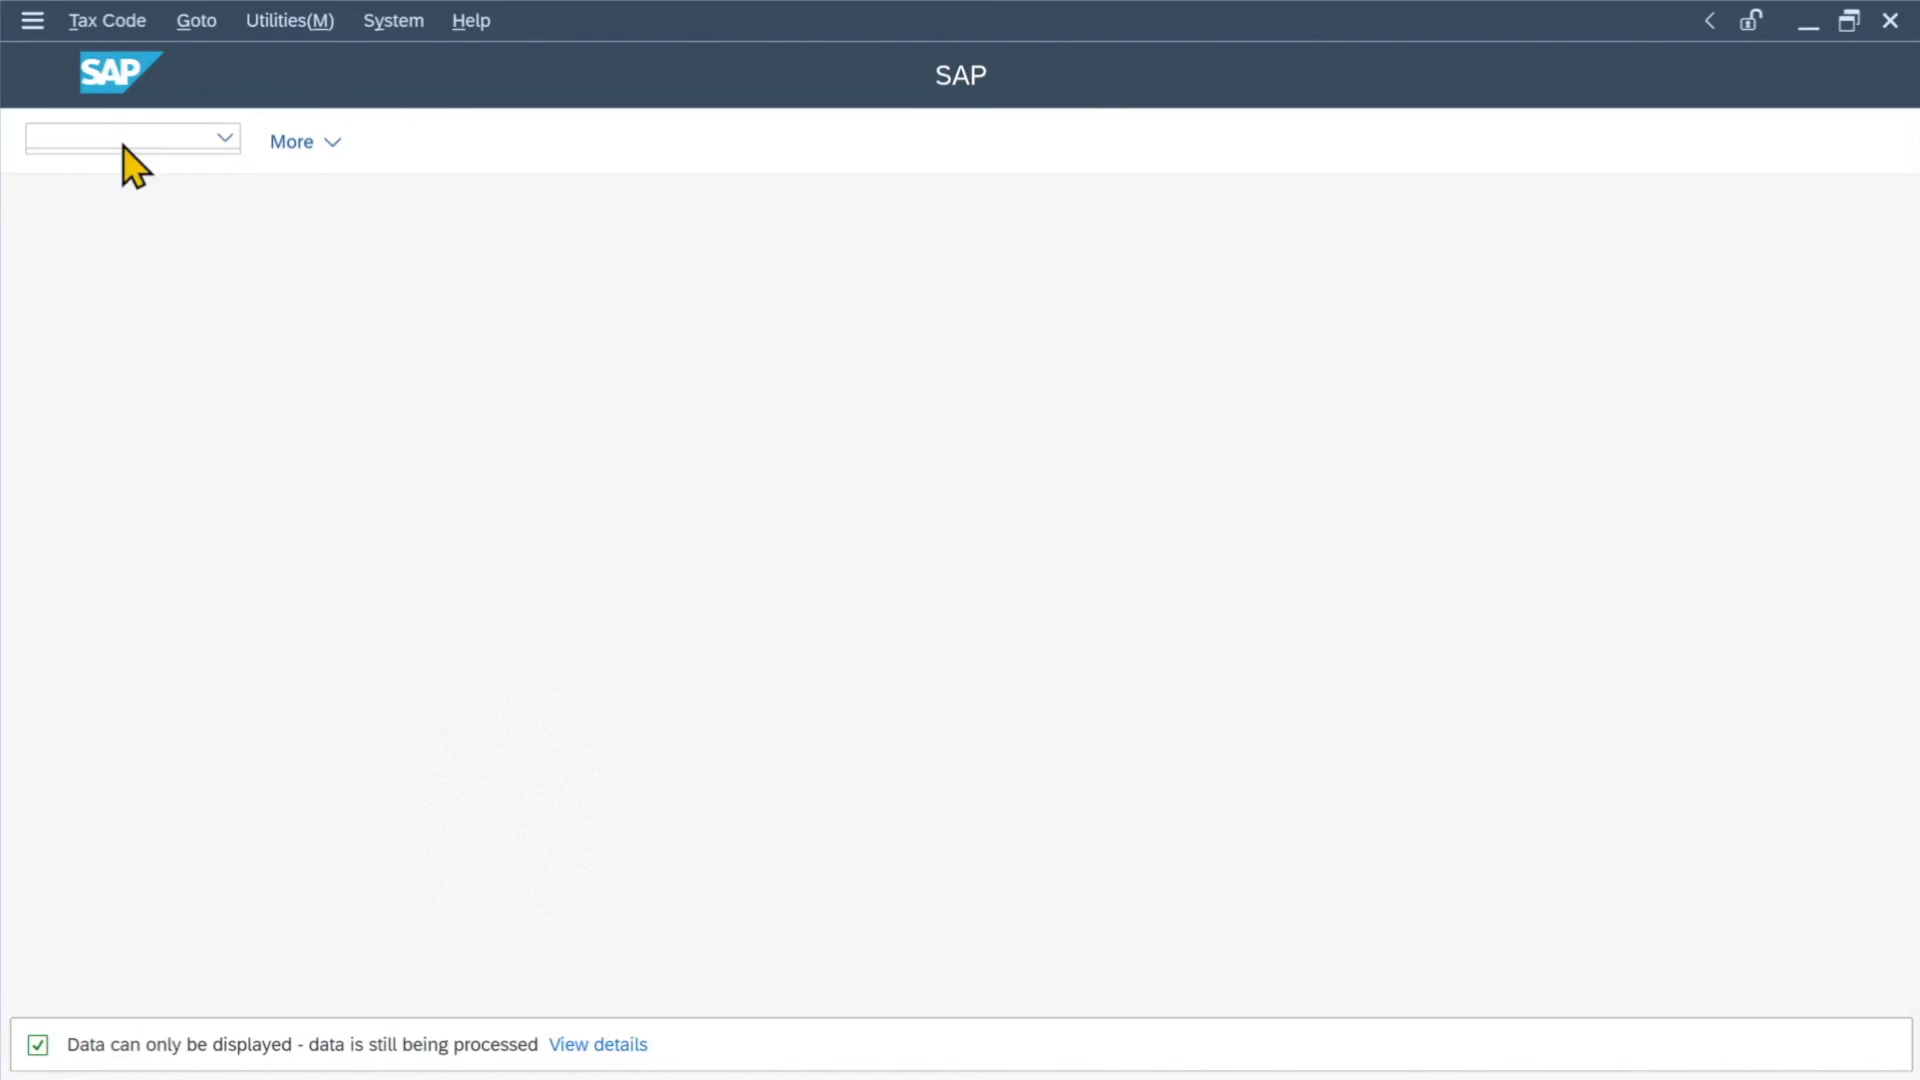 Tax Code Goto Utilities(M) System Help
SAP SAP
More
Data can only be displayed - data is still being processed View details